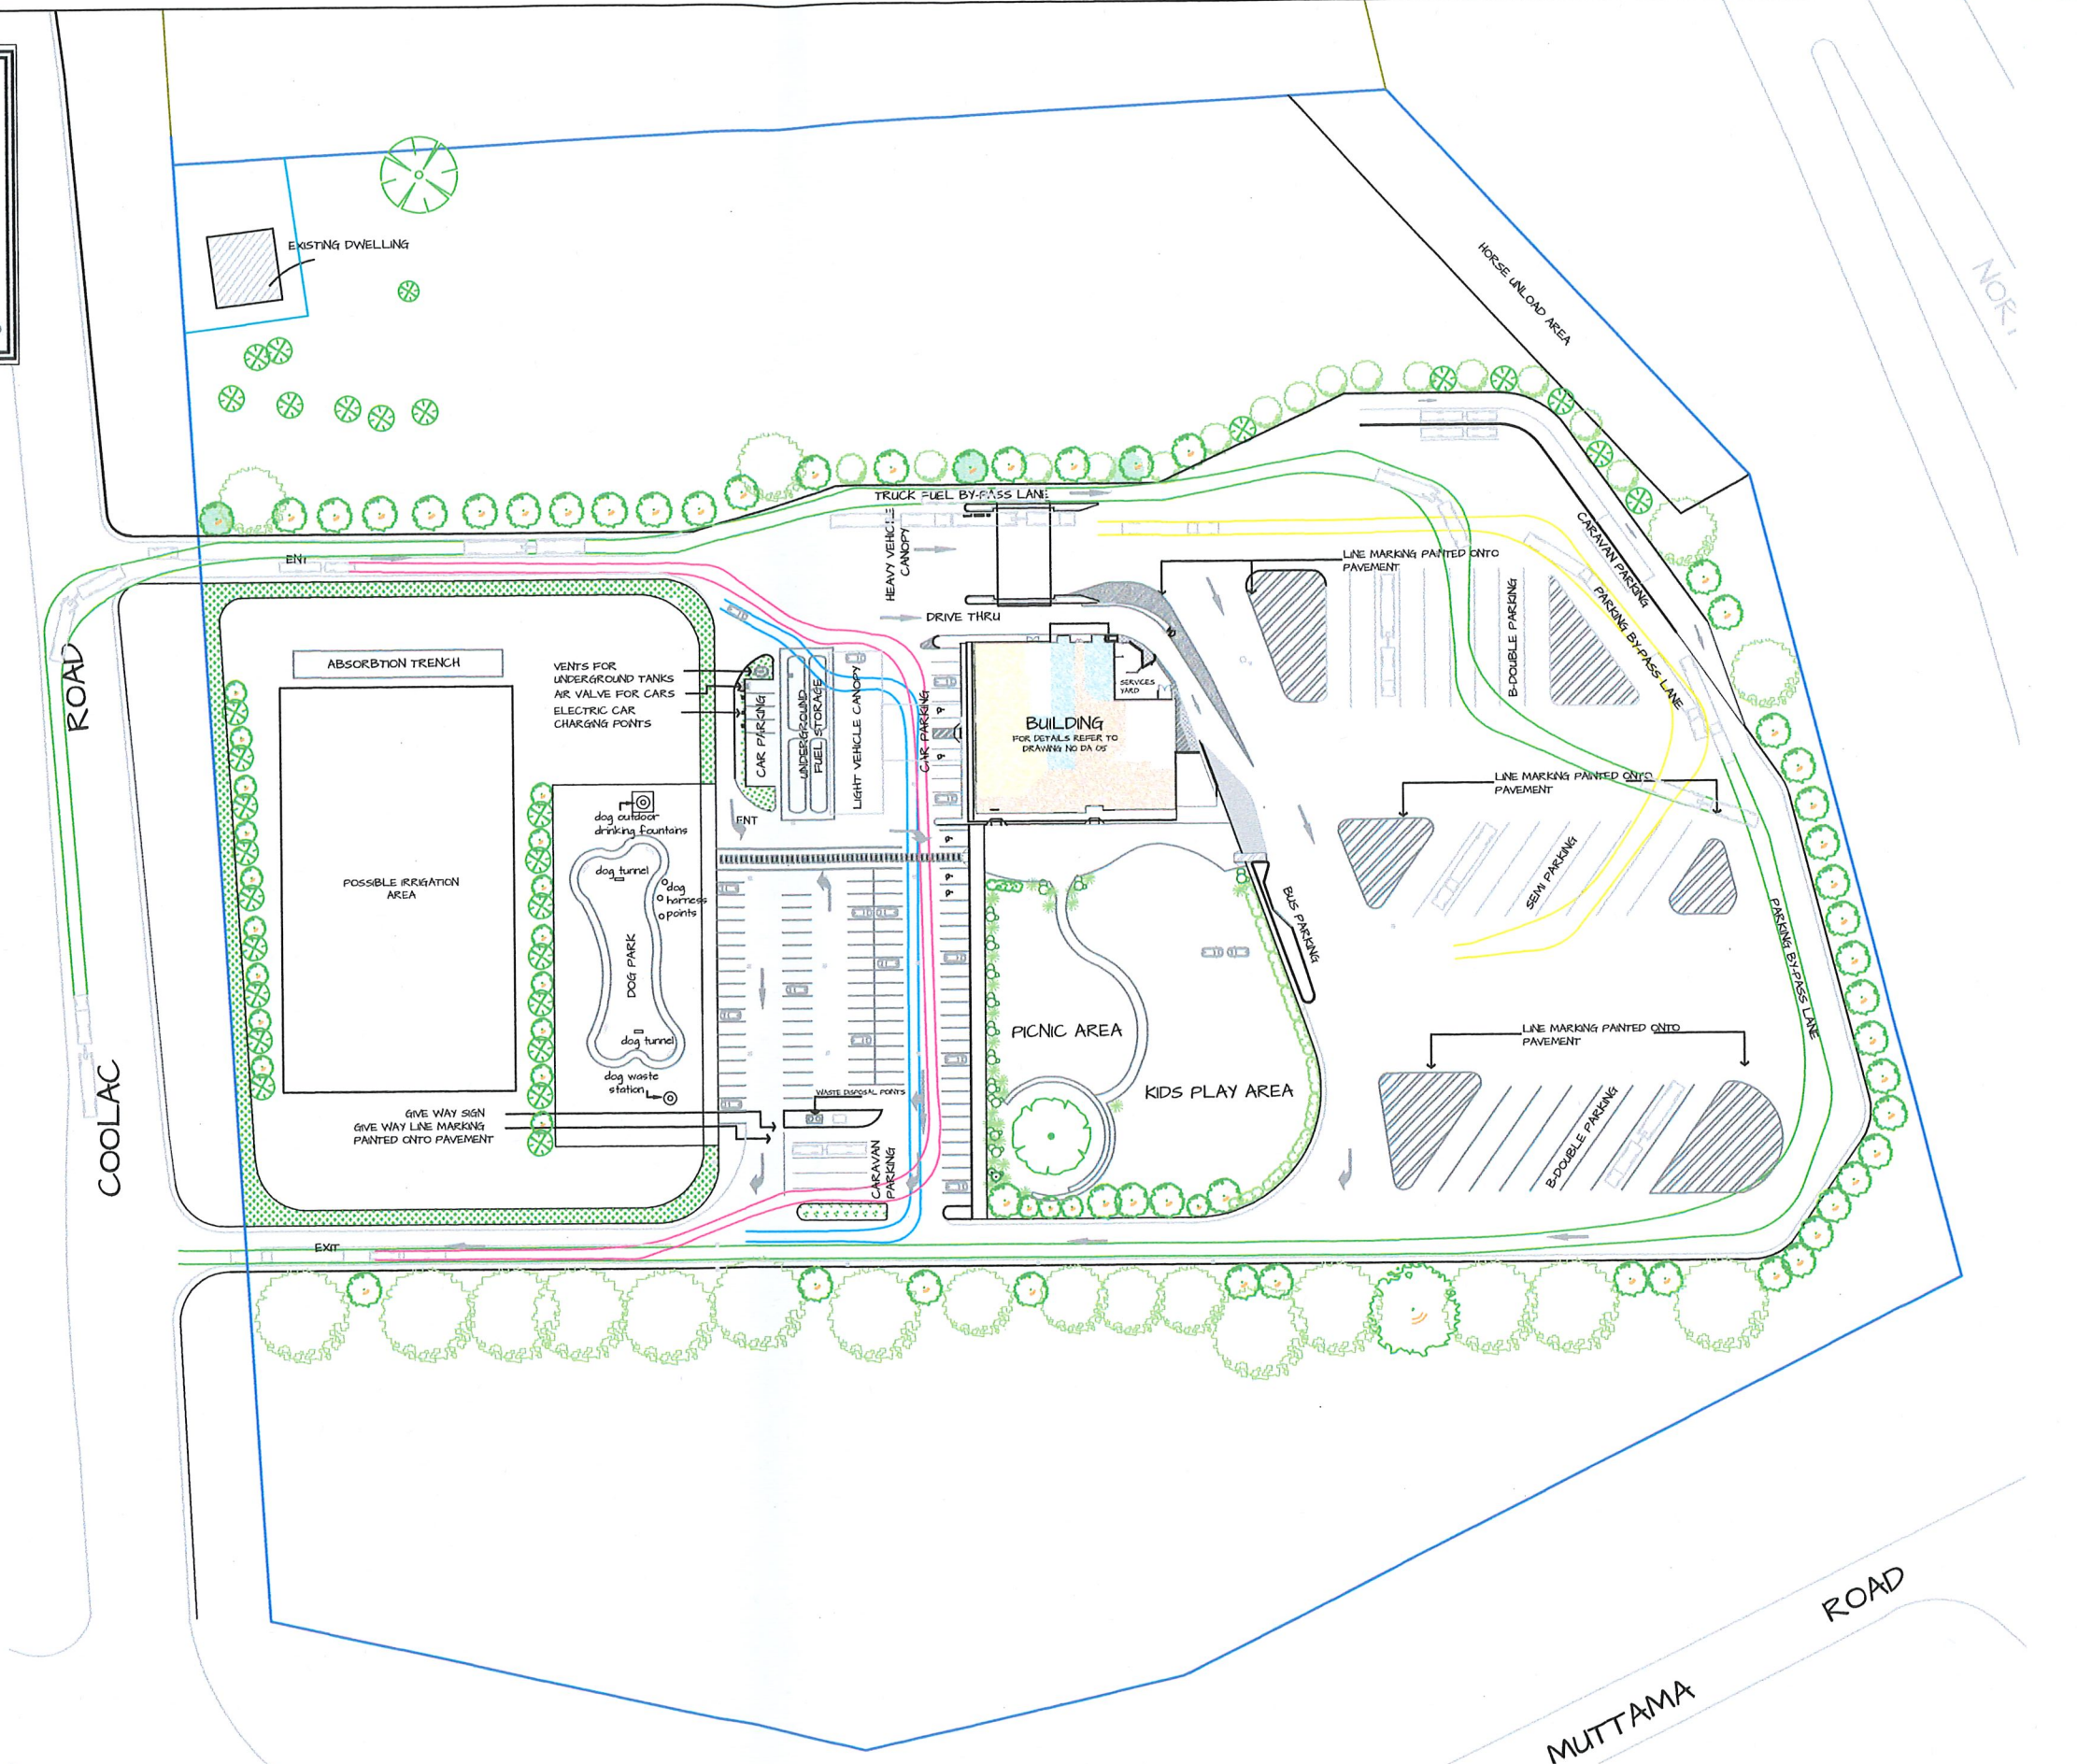 EXISTING DWELLING
HORSE UNLOAD AREA
TRUCK FUEL BY-PASS LANE
HEAVY VEHICLE
CANOPY
ENT
DRIVE THRU
LINE MARKING PAINTED ONTO
PAVEMENT
CARAVAN PARKING
PARKING BY-PASS LANE
B-DOUBLE PARKING
ABSORBTION TRENCH
VENTS FOR
UNDERGROUND TANKS
AIR VALVE FOR CARS
ELECTRIC CAR
CHARGING POINTS
CAR PARKING
UNDERGROUND
FUEL STORAGE
LIGHT VEHICLE CANOPY
CAR PARKING
SERVICES
YARD
BUILDING
FOR DETAILS REFER TO
DRAWING NO DA 05
ROAD
LINE MARKING PAINTED ONTO
PAVEMENT
ENT
dog outdoor
drinking fountains
dog tunnel
dog
harness
points
POSSIBLE IRRIGATION
AREA
DOG PARK
SEMI PARKING
BUS PARKING
PARKING BY-PASS LANE
PICNIC AREA
LINE MARKING PAINTED ONTO
PAVEMENT
dog tunnel
dog waste
station
KIDS PLAY AREA
WASTE DISPOSAL POINTS
GIVE WAY SIGN
GIVE WAY LINE MARKING
PAINTED ONTO PAVEMENT
CARAVAN
PARKING
B-DOUBLE PARKING
COOLAC
EXIT
ROAD
MUTTAMA